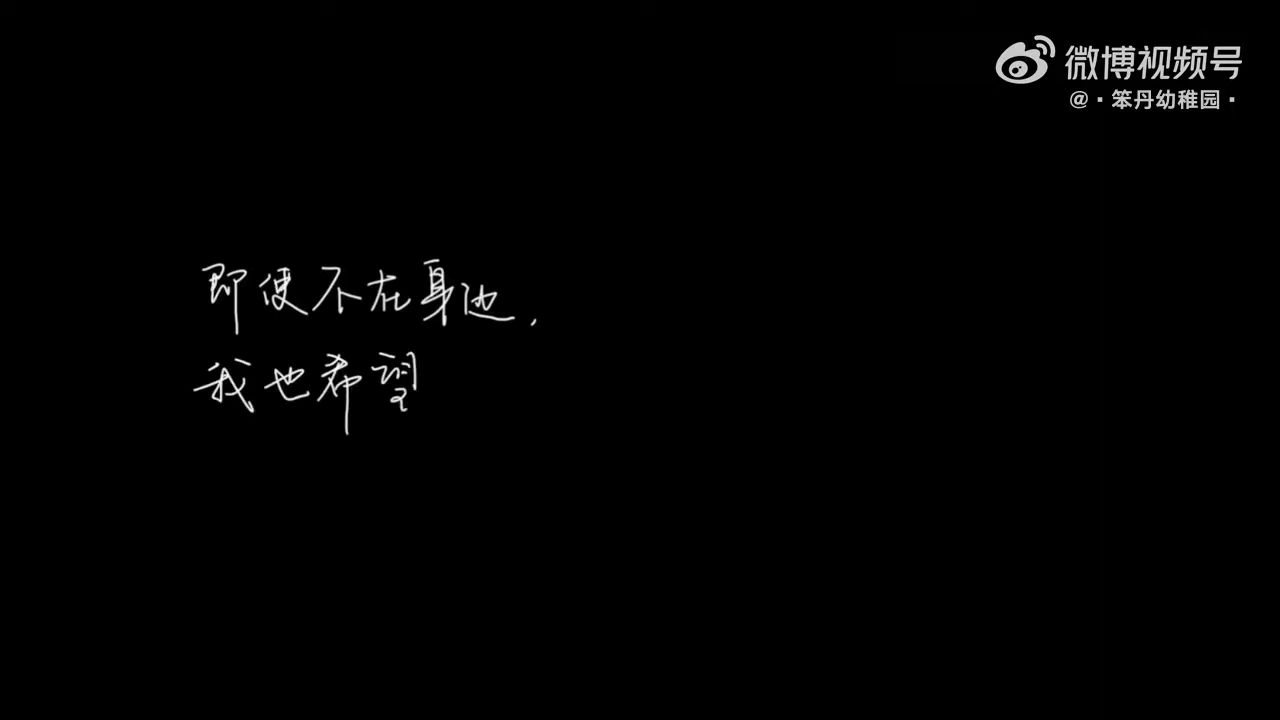 微博视频号
@·笨丹幼稚园·
即使不在身边，
我也希望